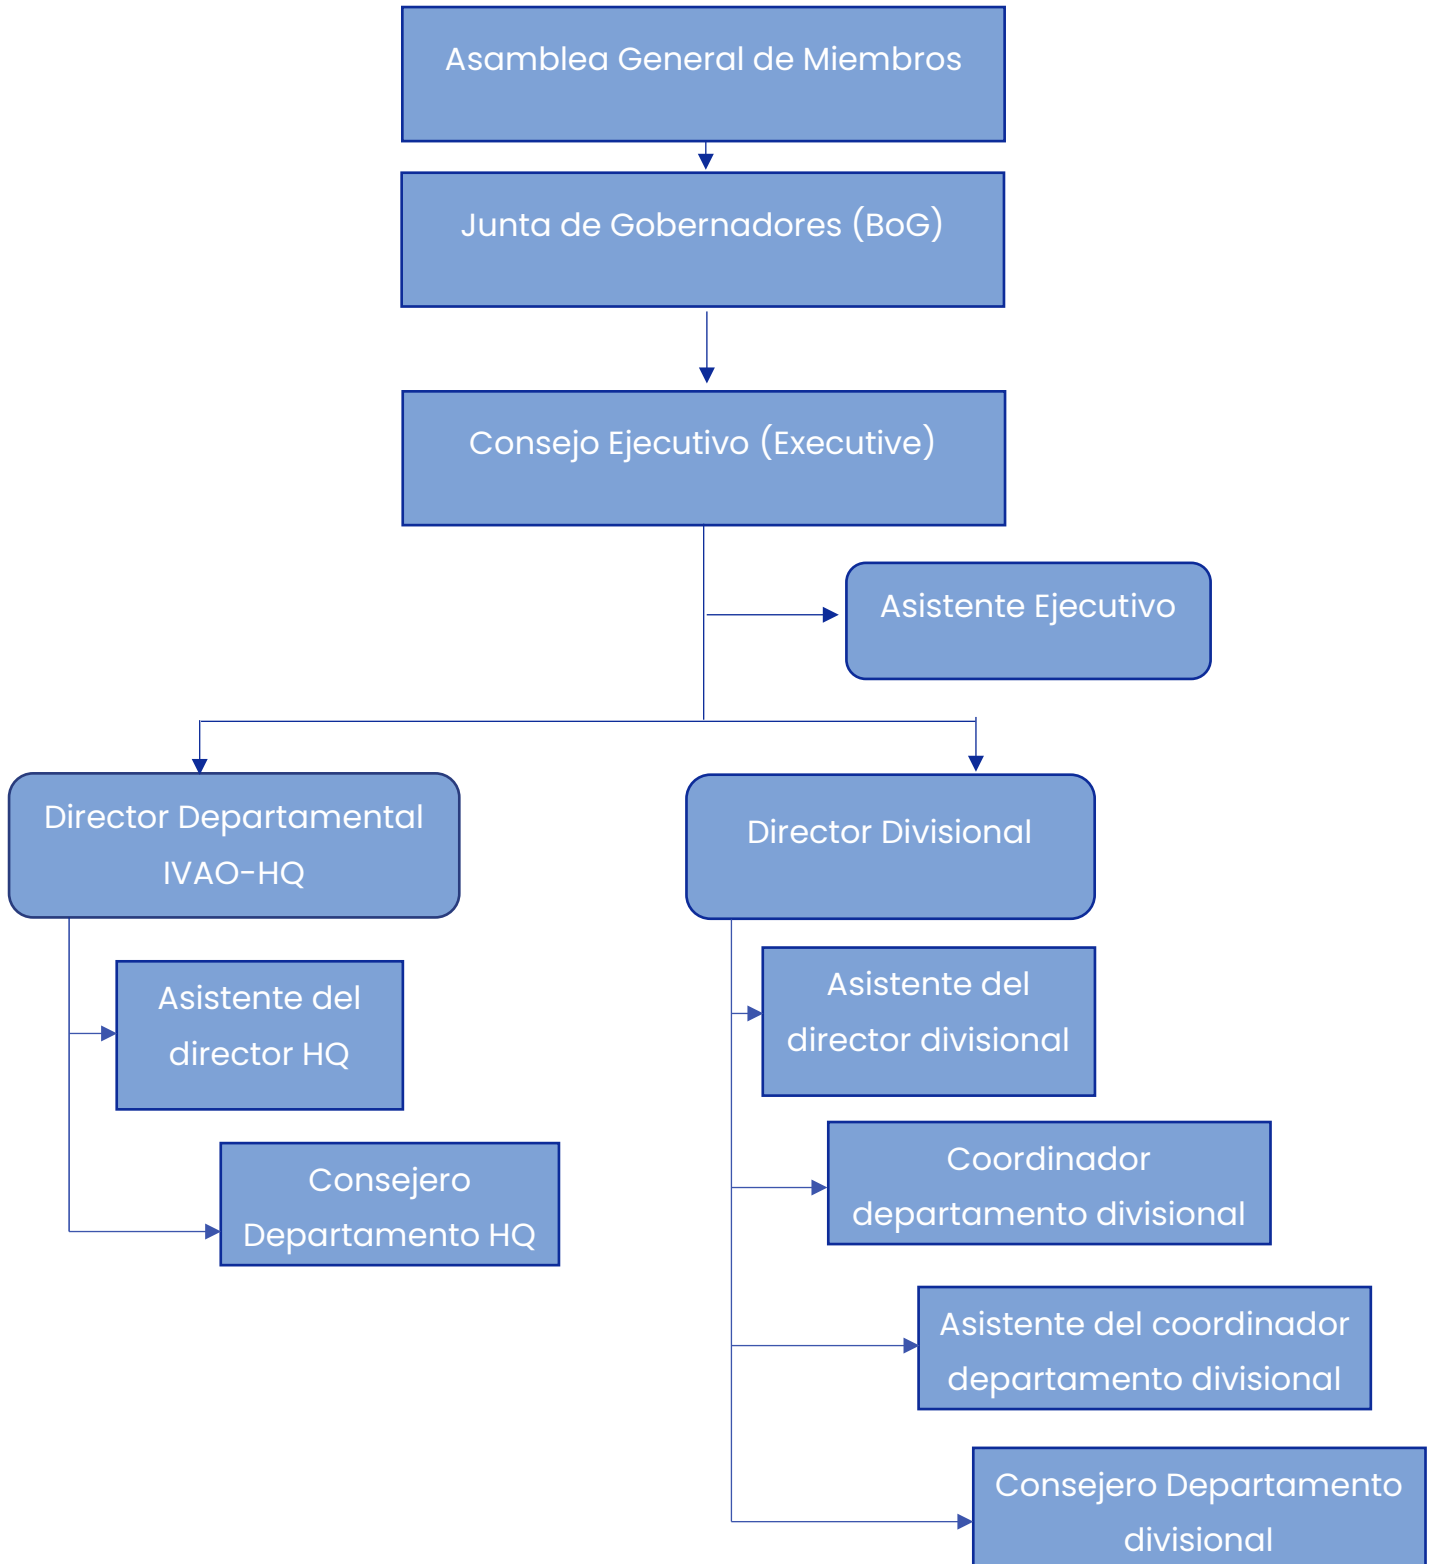 Asamblea General de Miembros
Junta de Gobernadores (BoG)
Consejo Ejecutivo (Executive)
Asistente Ejecutivo
Director Departamental
IVAO-HQ
Director Divisional
Asistente del
director HQ
Consejero
Departamento HQ
Asistente del
director divisional
Coordinador
departamento divisional
Asistente del coordinador
departamento divisional
Consejero Departamento
divisional